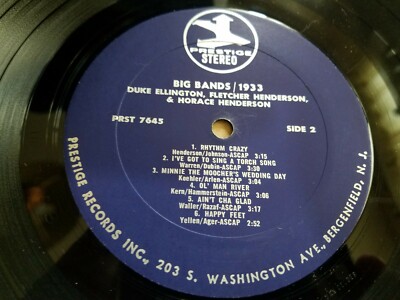 PRESTIGE
STEREO
BIG BANDS/1933
DUKE ELLINGTON, FLETCHER HENDERSON,
& HORACE HENDERSON
PRST 7645
SIDE 2
1. RHYTHM CRAZY
Henderson/Johnson-ASCAP 3:15
2. I'VE GOT TO SING A TORCH SONG
Warren/Dubin-ASCAP 3:30
3. MINNIE THE MOOCHER'S WEDDING DAY
Koehler/Arlen-ASCAP 3:04
4. OL' MAN RIVER
Kern/Hammerstein-ASCAP 3:06
5. AIN'T CHA GLAD
Waller/Razaf-ASCAP 3:17
6. HAPPY FEET
Yellen/Ager-ASCAP 2:52
PRESTIGE RECORDS INC., 203 S. WASHINGTON AVE. BERGENFIELD, N. J.